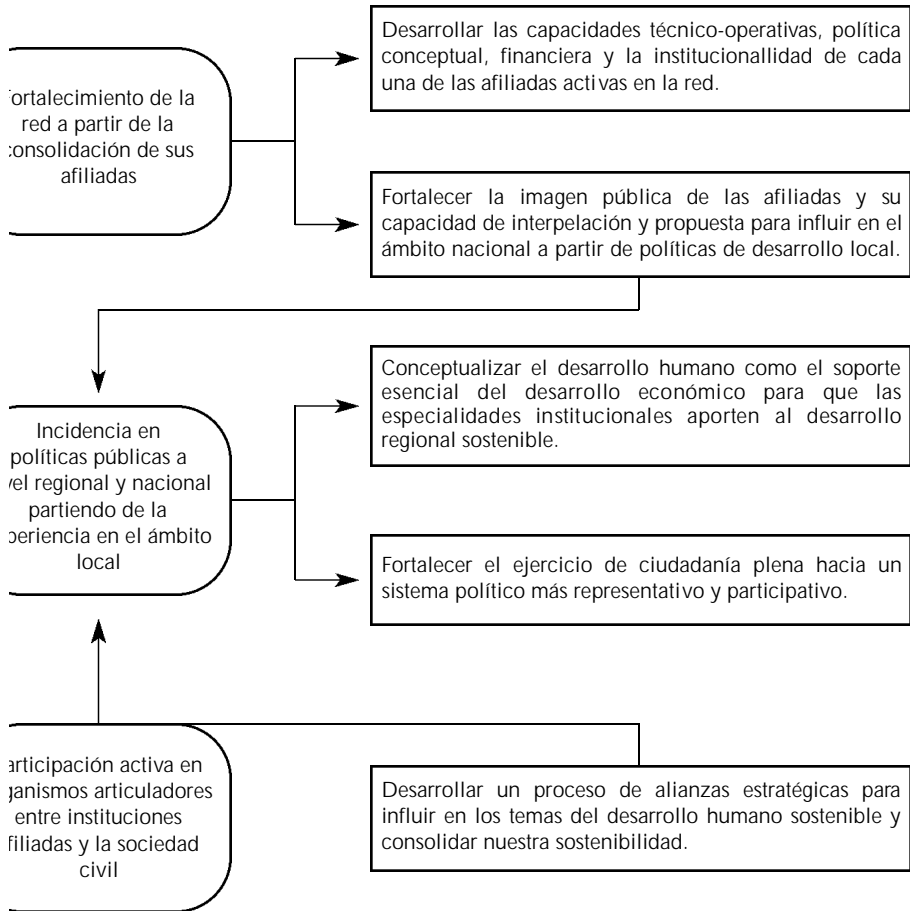 ortalecimiento de la
red a partir de la
consolidación de sus
afiliadas
Desarrollar las capacidades técnico-operativas, política
conceptual, financiera y la institucionallidad de cada
una de las afiliadas activas en la red.
Fortalecer la imagen pública de las afiliadas y su
capacidad de interpelación y propuesta para influir en el
ámbito nacional a partir de políticas de desarrollo local.
Incidencia en
políticas públicas a
vel regional y nacional
partiendo de la
periencia en el ámbito
local
Conceptualizar el desarrollo humano como el soporte
esencial del desarrollo económico para que las
especialidades institucionales aporten al desarrollo
regional sostenible.
Fortalecer el ejercicio de ciudadanía plena hacia un
sistema político más representativo y participativo.
articipación activa en
ganismos articuladores
entre instituciones
filiadas y la sociedad
civil
Desarrollar un proceso de alianzas estratégicas para
influir en los temas del desarrollo humano sostenible y
consolidar nuestra sostenibilidad.